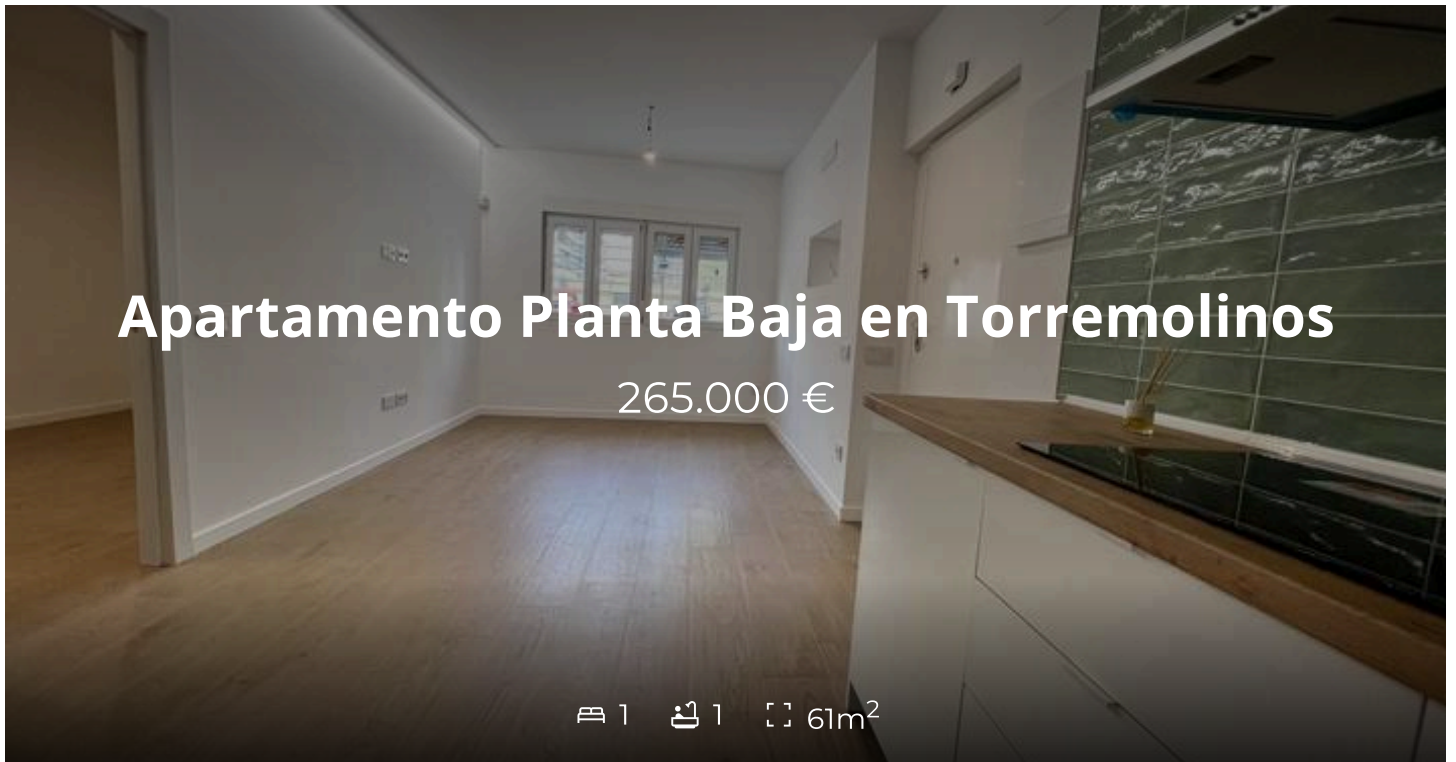 Apartamento Planta Baja en Torremolinos
265.000 €
1 1 61m²